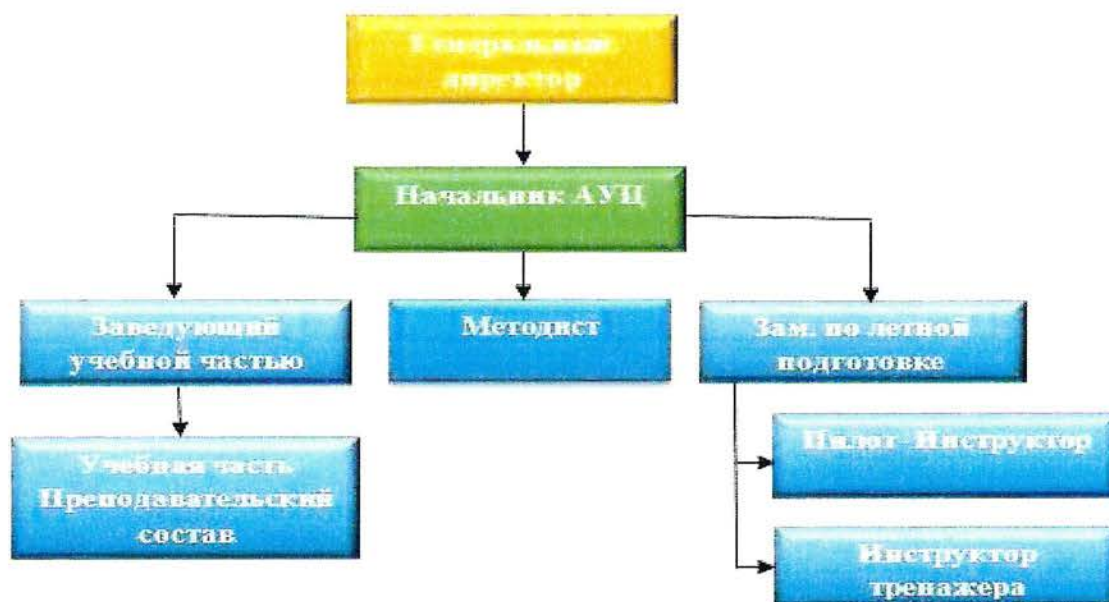 Генеральный
директор
Начальник АУЦ
Заведующий
учебной частью
Методист
Зам. по летной
подготовке
Учебная часть
Преподавательский
состав
Пилот-Инструктор
Инструктор
тренажера